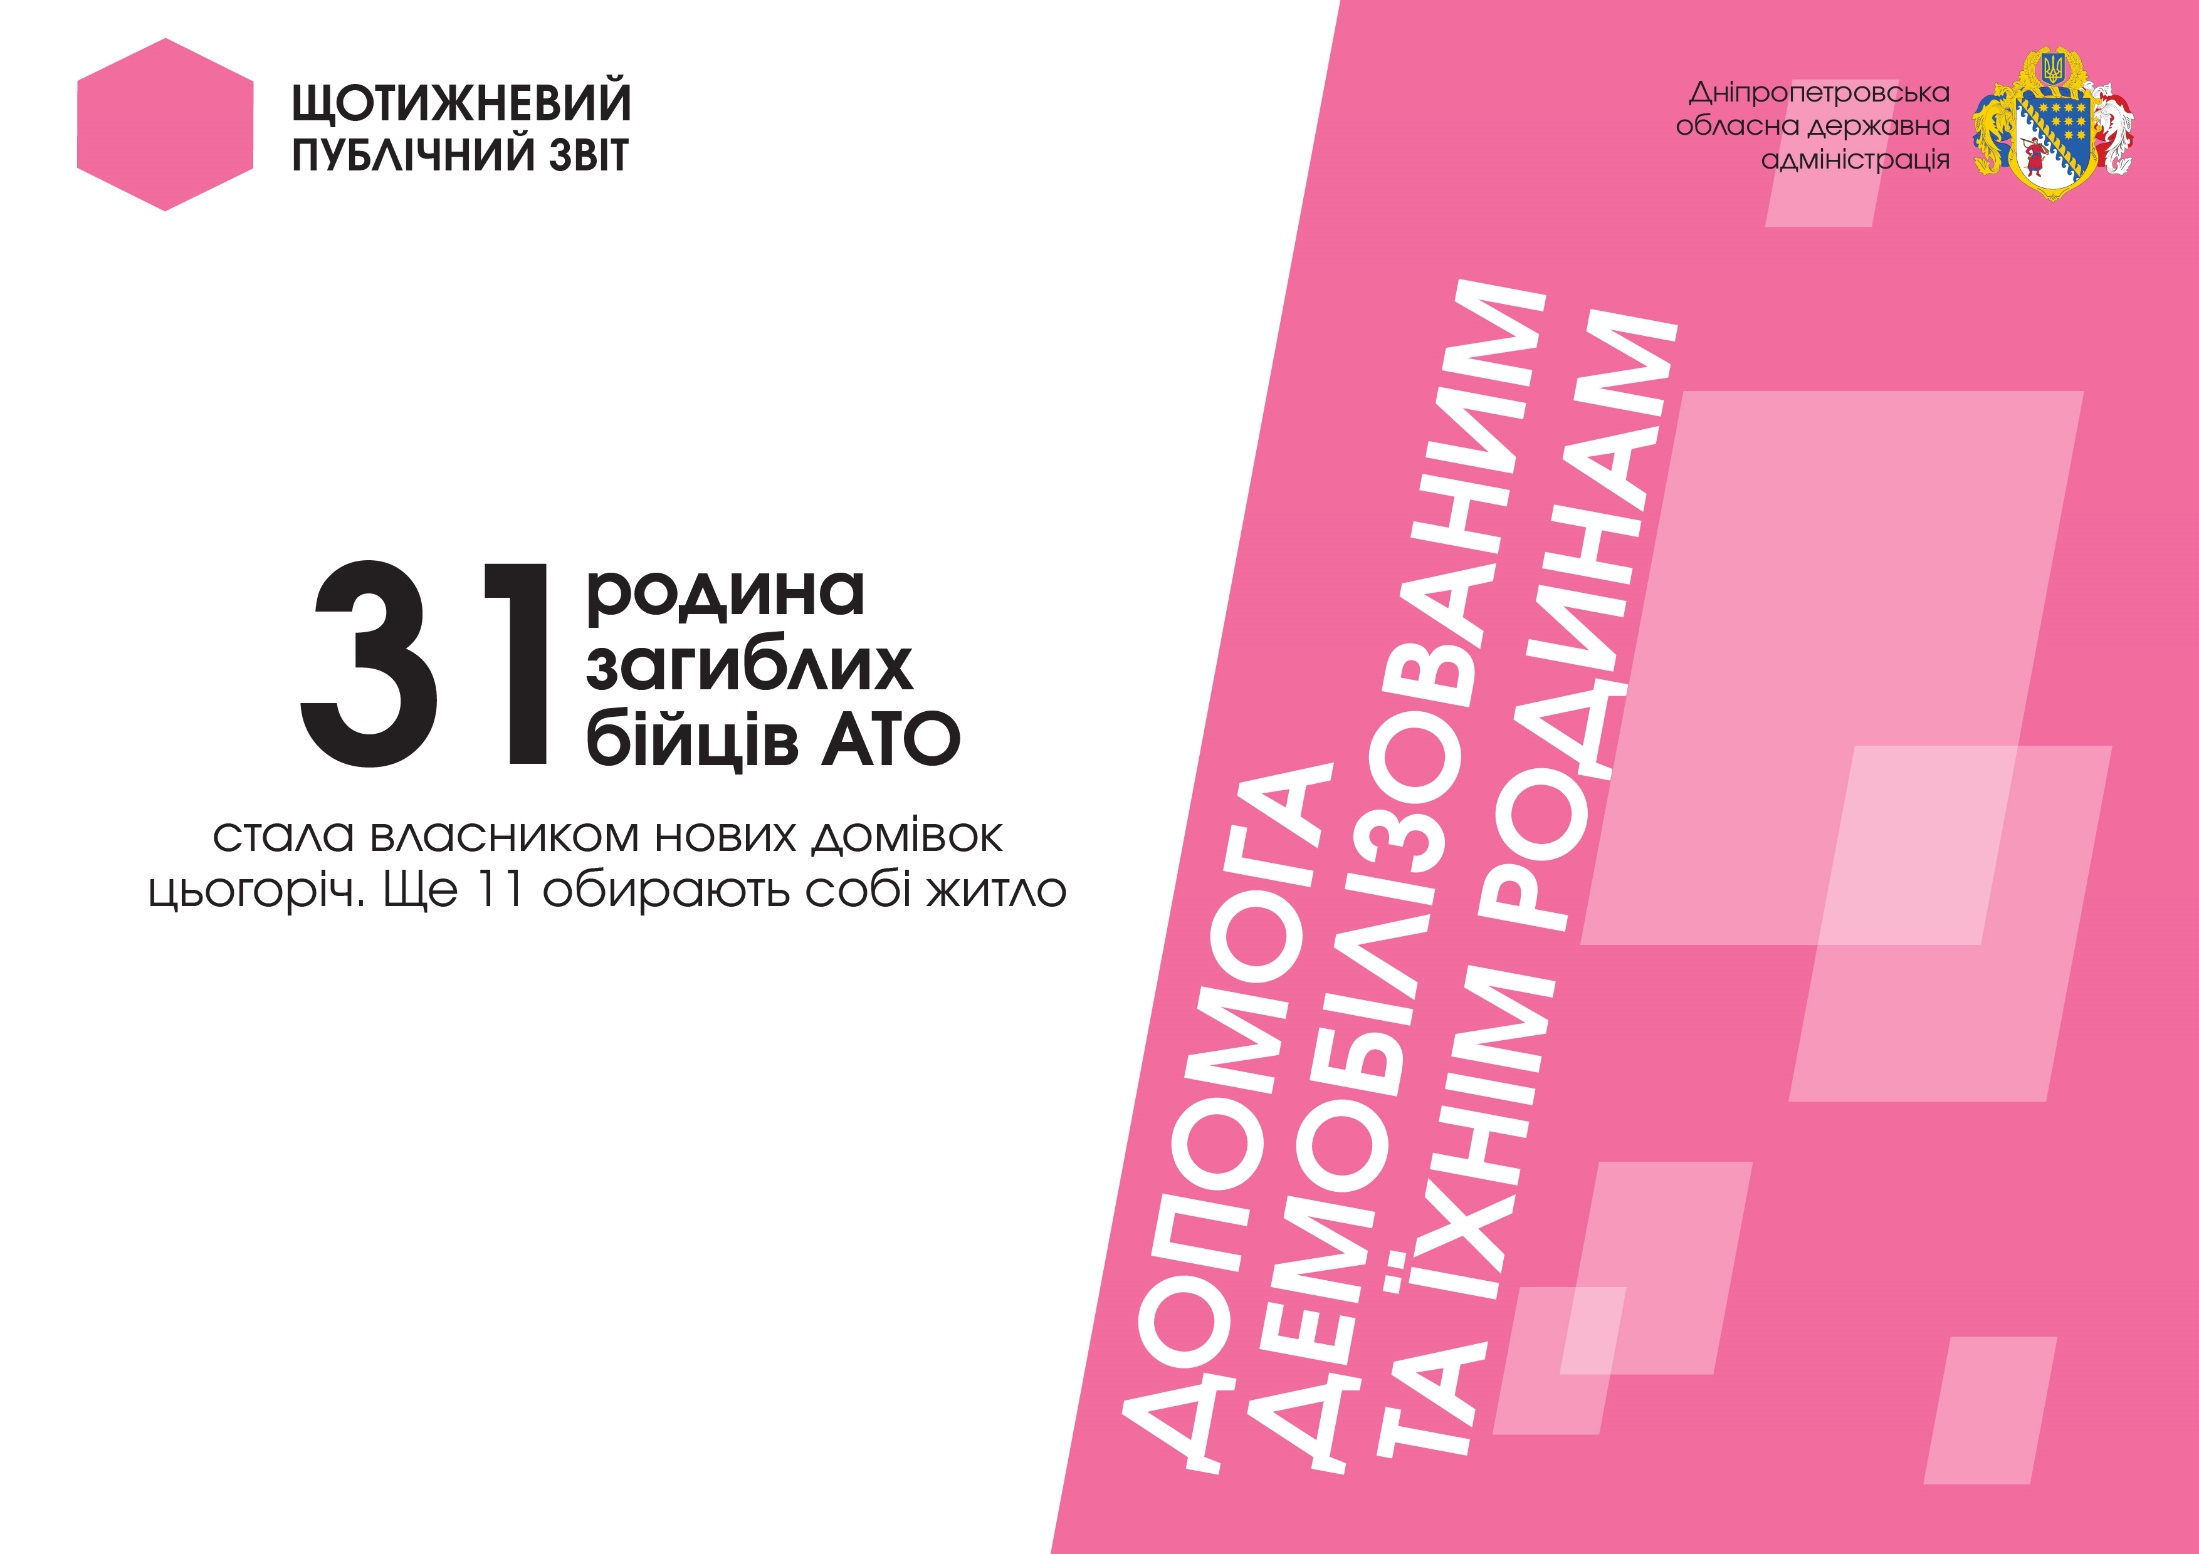 ЩОТИЖНЕВИЙ
ПУБЛІЧНИЙ ЗВІТ
Дніпропетровська
обласна державна
адміністрація
31
родина
загиблих
бійців АТО
стала власником нових домівок
цьогоріч. Ще 11 обирають собі житло
ДОПОМОГА
ДЕМОБІЛІЗОВАНИМ
ТА ЇХНІМ РОДИНАМ